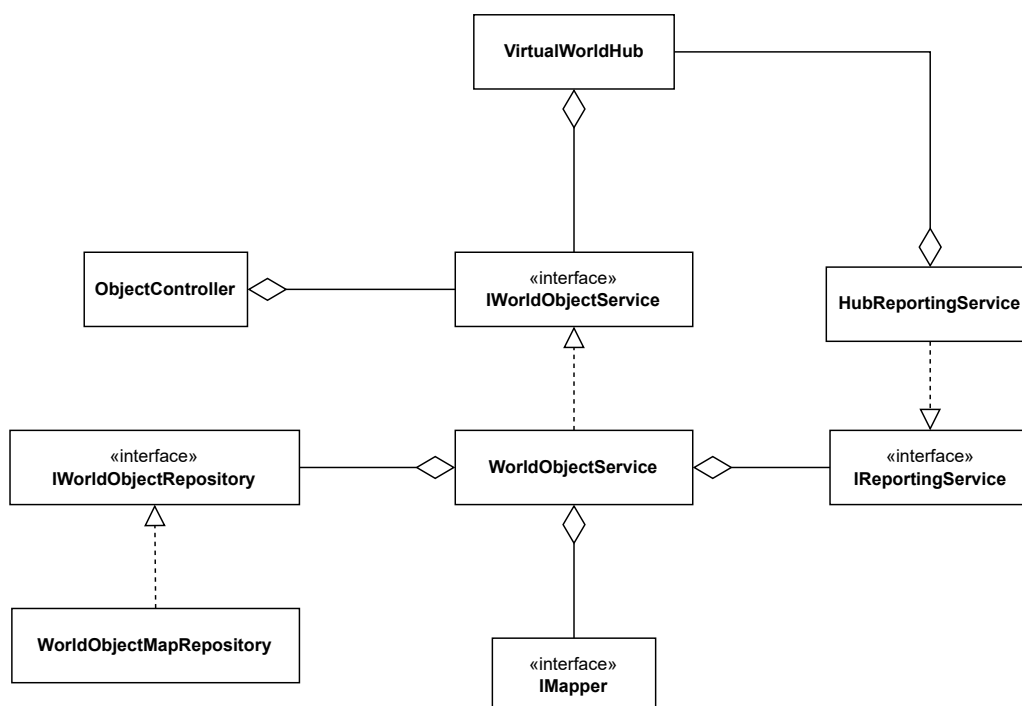 VirtualWorldHub
ObjectController
«interface»
IWorldObjectService
HubReportingService
«interface»
IWorldObjectRepository
WorldObjectService
«interface»
IReportingService
WorldObjectMapRepository
«interface»
IMapper